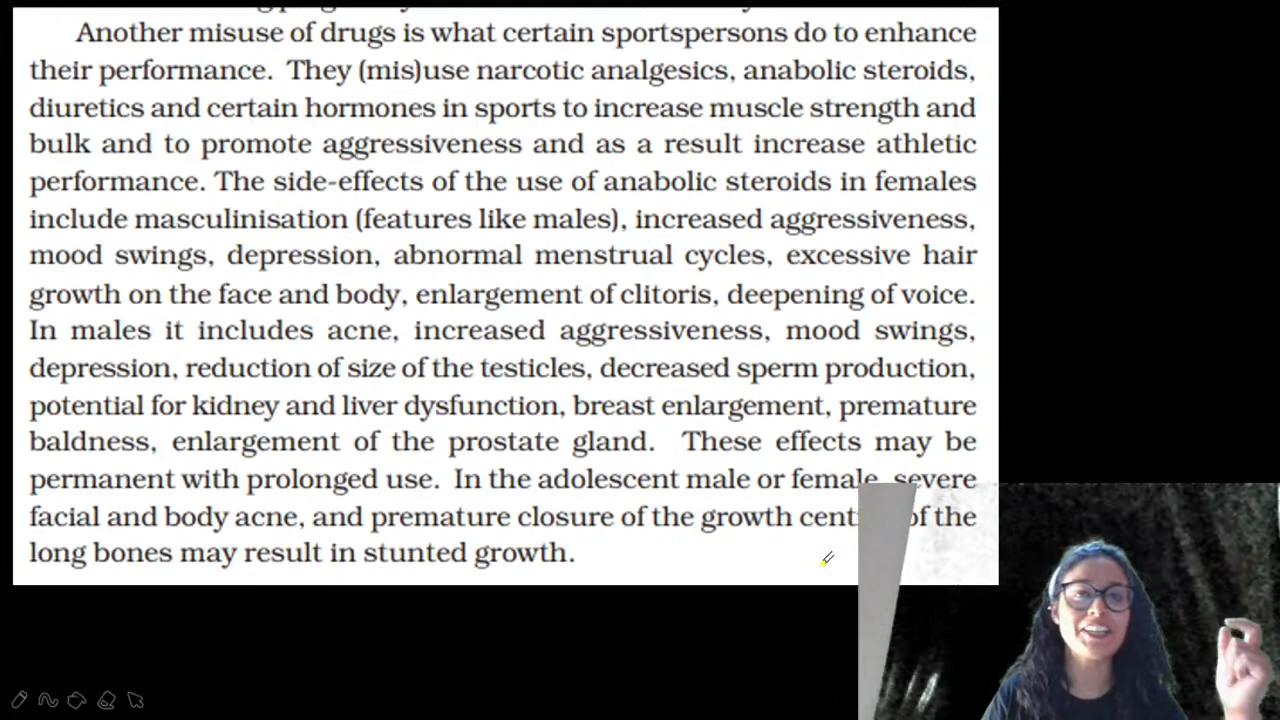 Another misuse of drugs is what certain sportspersons do to enhance
their performance. They (mis)use narcotic analgesics, anabolic steroids,
diuretics and certain hormones in sports to increase muscle strength and
bulk and to promote aggressiveness and as a result increase athletic
performance. The side-effects of the use of anabolic steroids in females
include masculinisation (features like males), increased aggressiveness,
mood swings, depression, abnormal menstrual cycles, excessive hair
growth on the face and body, enlargement of clitoris, deepening of voice.
In males it includes acne, increased aggressiveness, mood swings,
depression, reduction of size of the testicles, decreased sperm production,
potential for kidney and liver dysfunction, breast enlargement, premature
baldness, enlargement of the prostate gland. These effects may be
permanent with prolonged use. In the adolescent male or female, severe
facial and body acne, and premature closure of the growth of the
long bones may result in stunted growth.